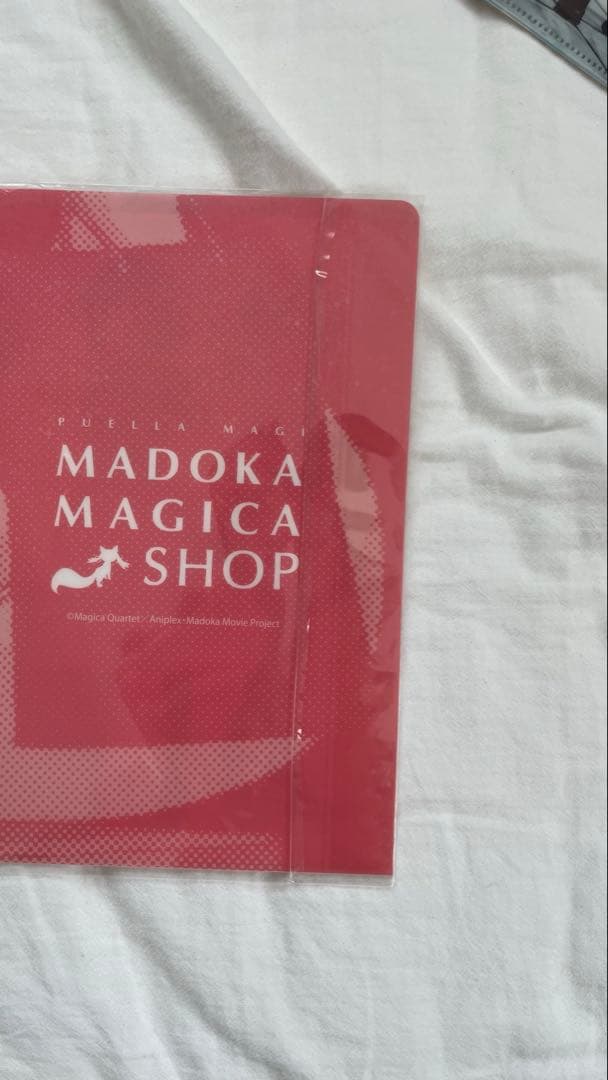 PUELLA MAGI
MADOKA
MAGICA
SHOP
©Magica Quartet／Aniplex・Madoka Movie Project